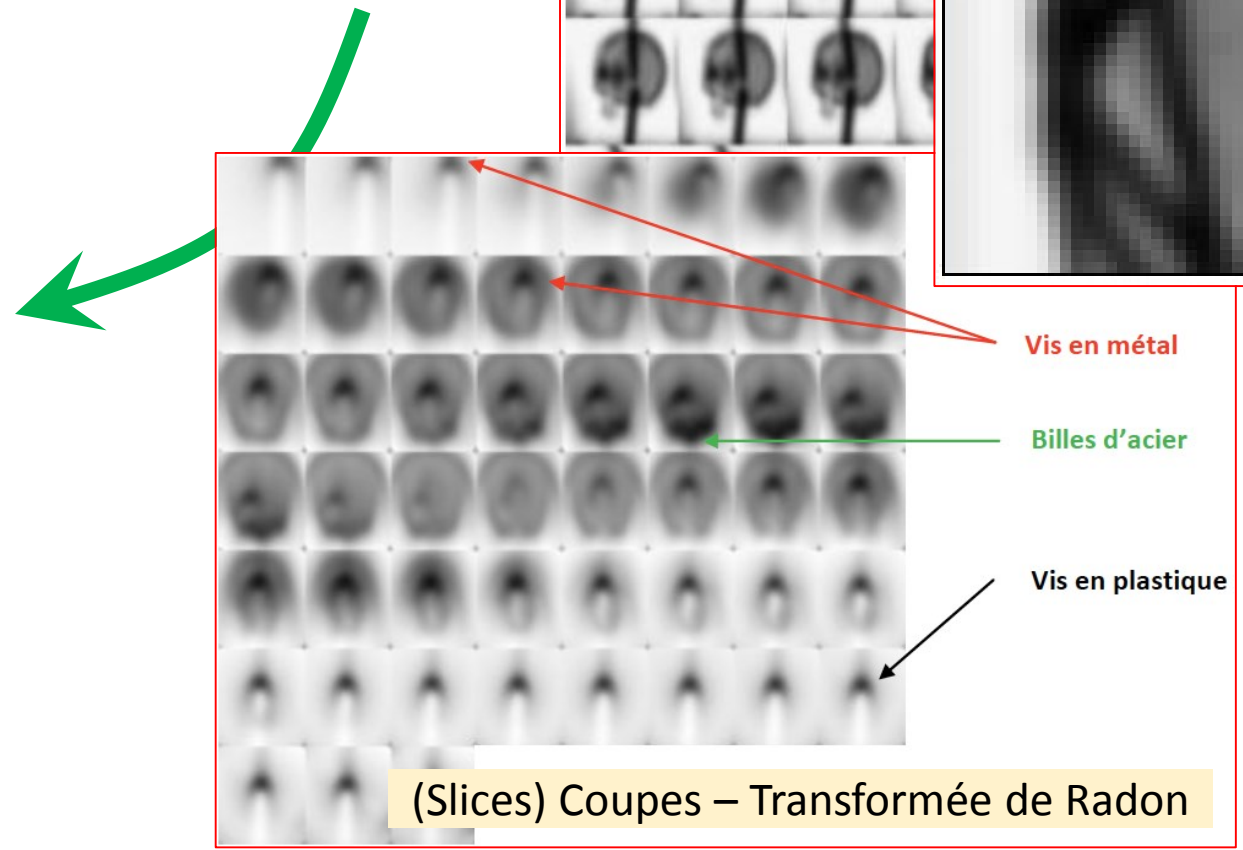 Vis en métal
Billes d'acier
Vis en plastique
(Slices) Coupes – Transformée de Radon